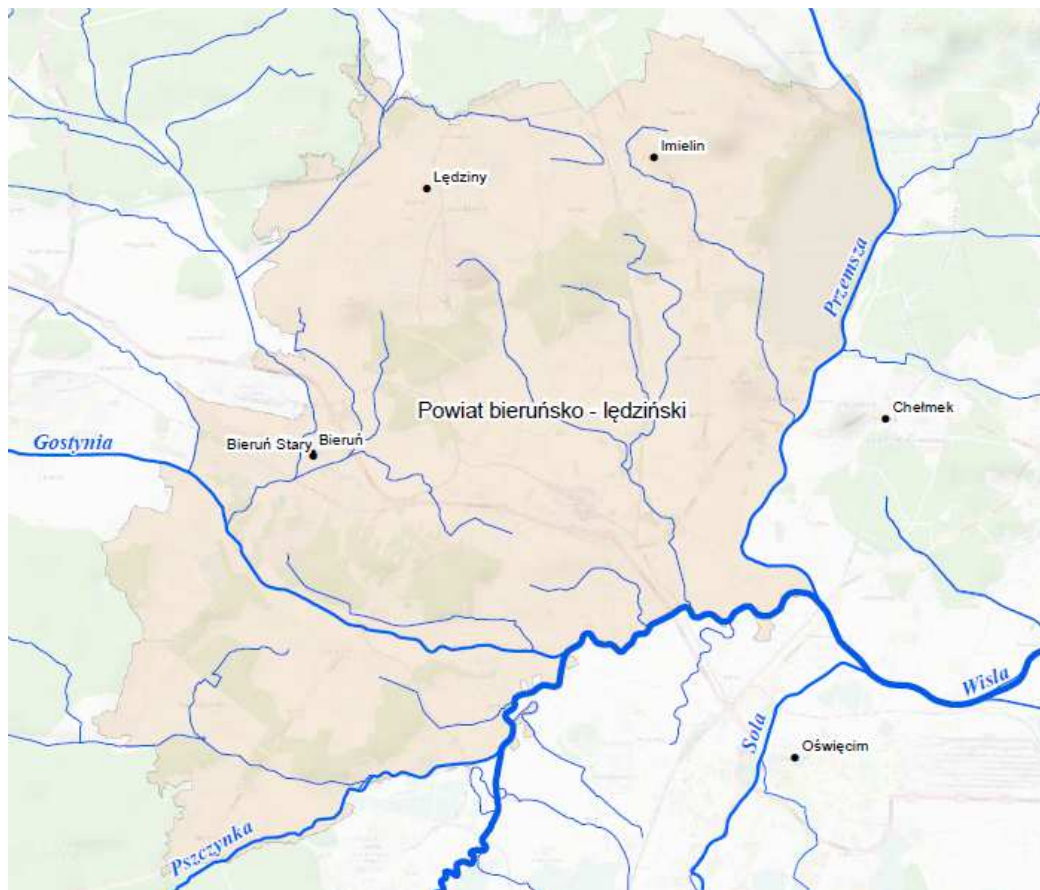 Imielin
Lędziny
Przemsza
Powiat bieruńsko - lędziński
Chełmek
Gostynia
Bieruń Stary
Bieruń
Wisła
Soła
Oświęcim
Pszczynka